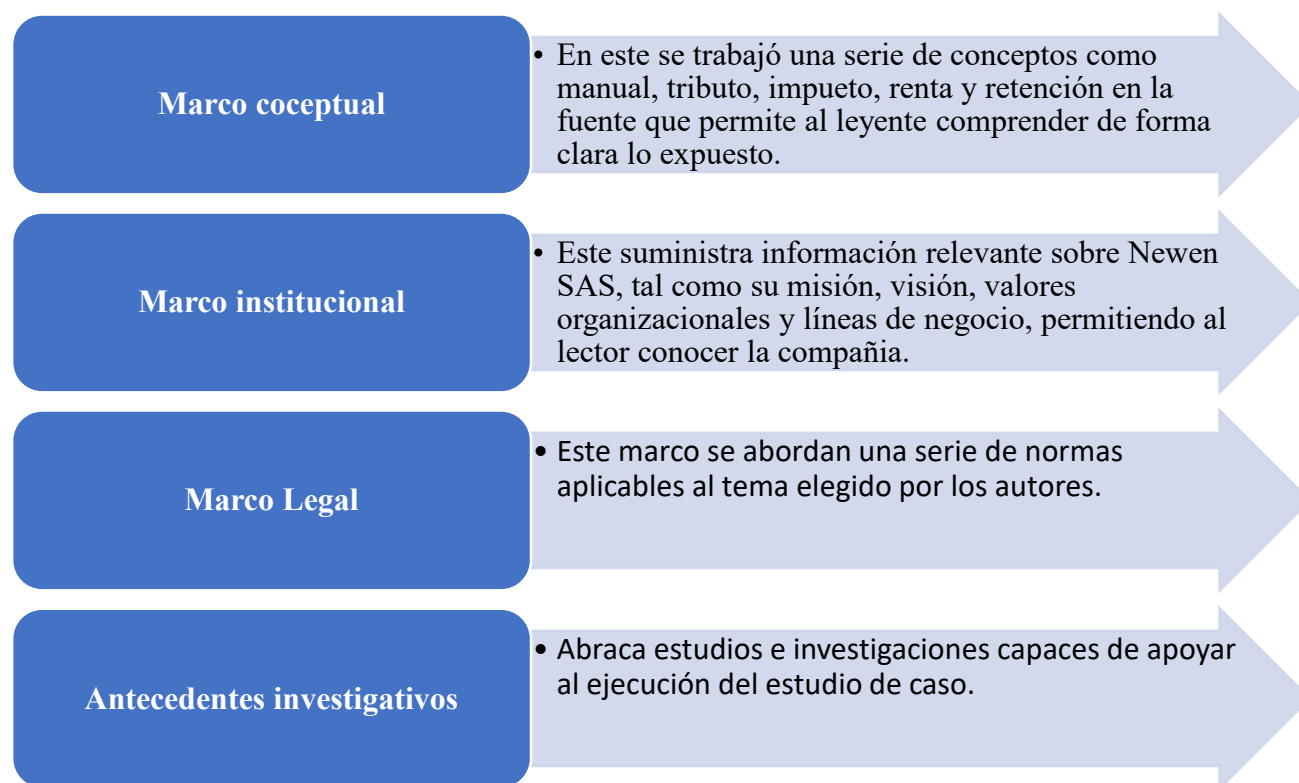 Marco coceptual
• En este se trabajó una serie de conceptos como
manual, tributo, impueto, renta y retención en la
fuente que permite al leyente comprender de forma
clara lo expuesto.
Marco institucional
• Este suministra información relevante sobre Newen
SAS, tal como su misión, visión, valores
organizacionales y líneas de negocio, permitiendo al
lector conocer la compañia.
Marco Legal
• Este marco se abordan una serie de normas
aplicables al tema elegido por los autores.
Antecedentes investigativos
• Abraca estudios e investigaciones capaces de apoyar
al ejecución del estudio de caso.